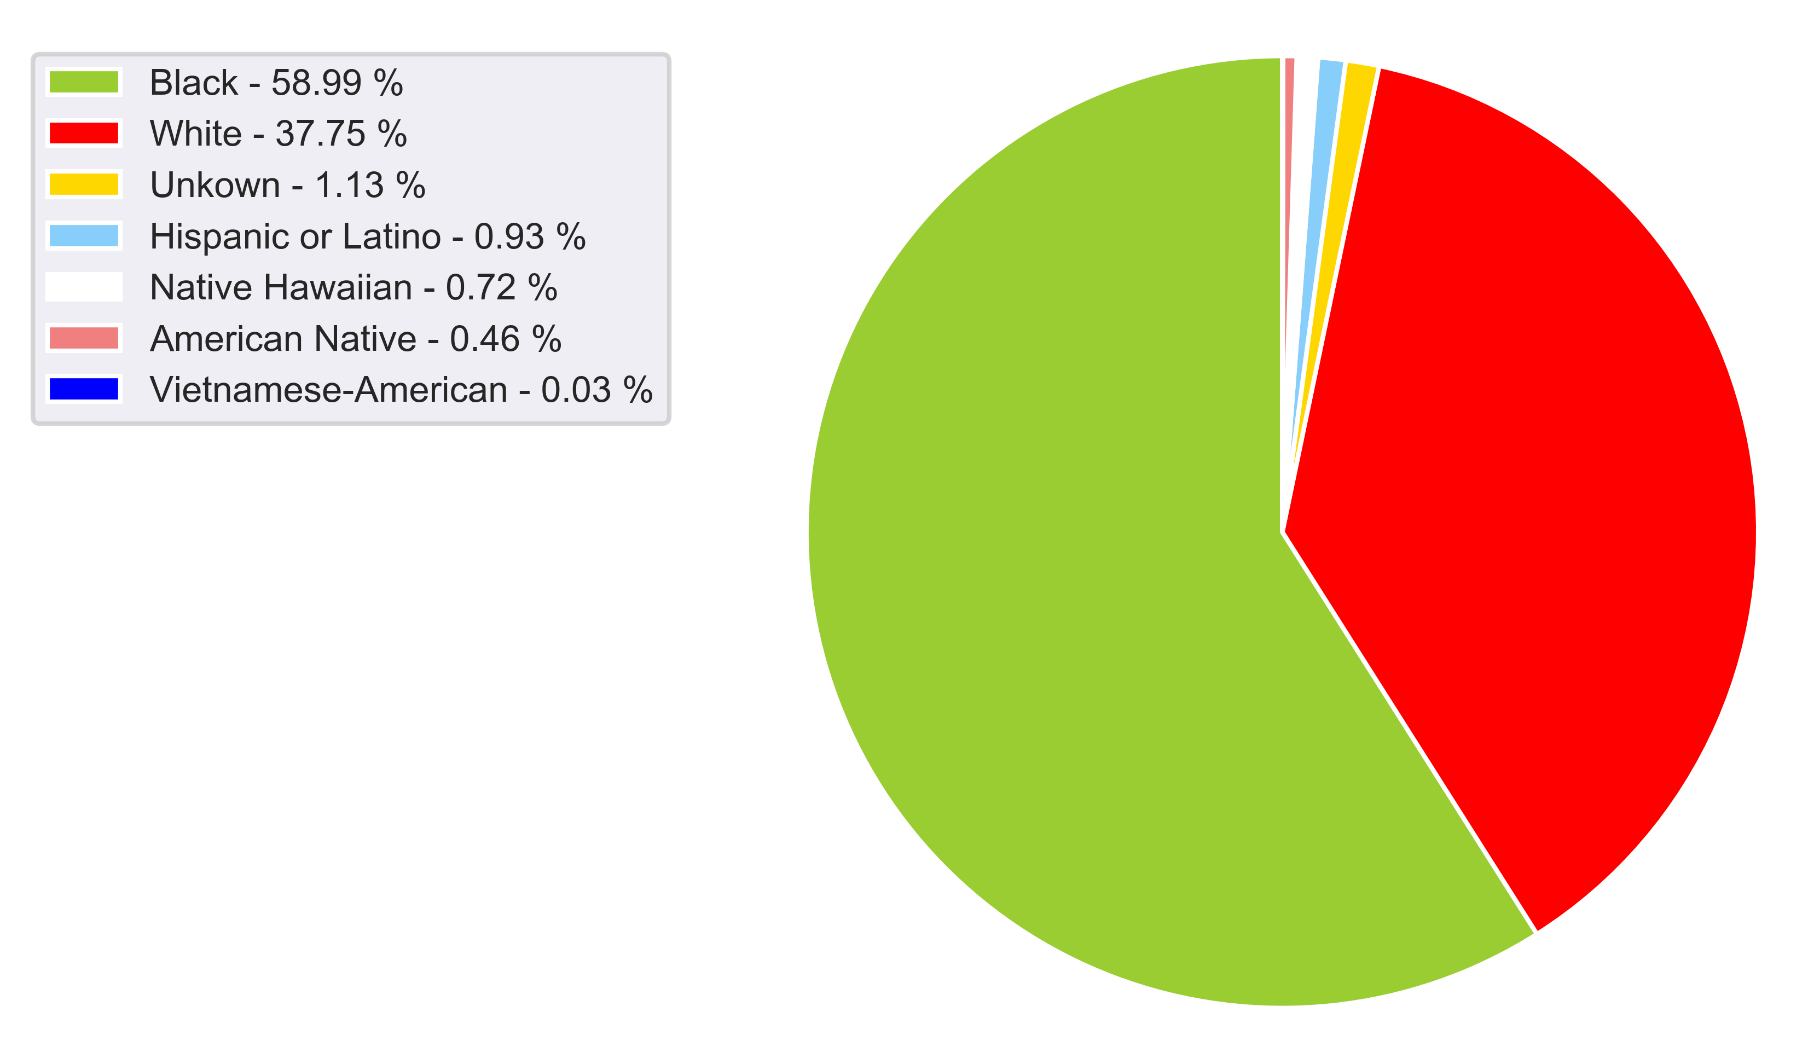 Black - 58.99 %
White - 37.75 %
Unkown - 1.13 %
Hispanic or Latino - 0.93 %
Native Hawaiian - 0.72 %
American Native - 0.46 %
Vietnamese-American - 0.03 %